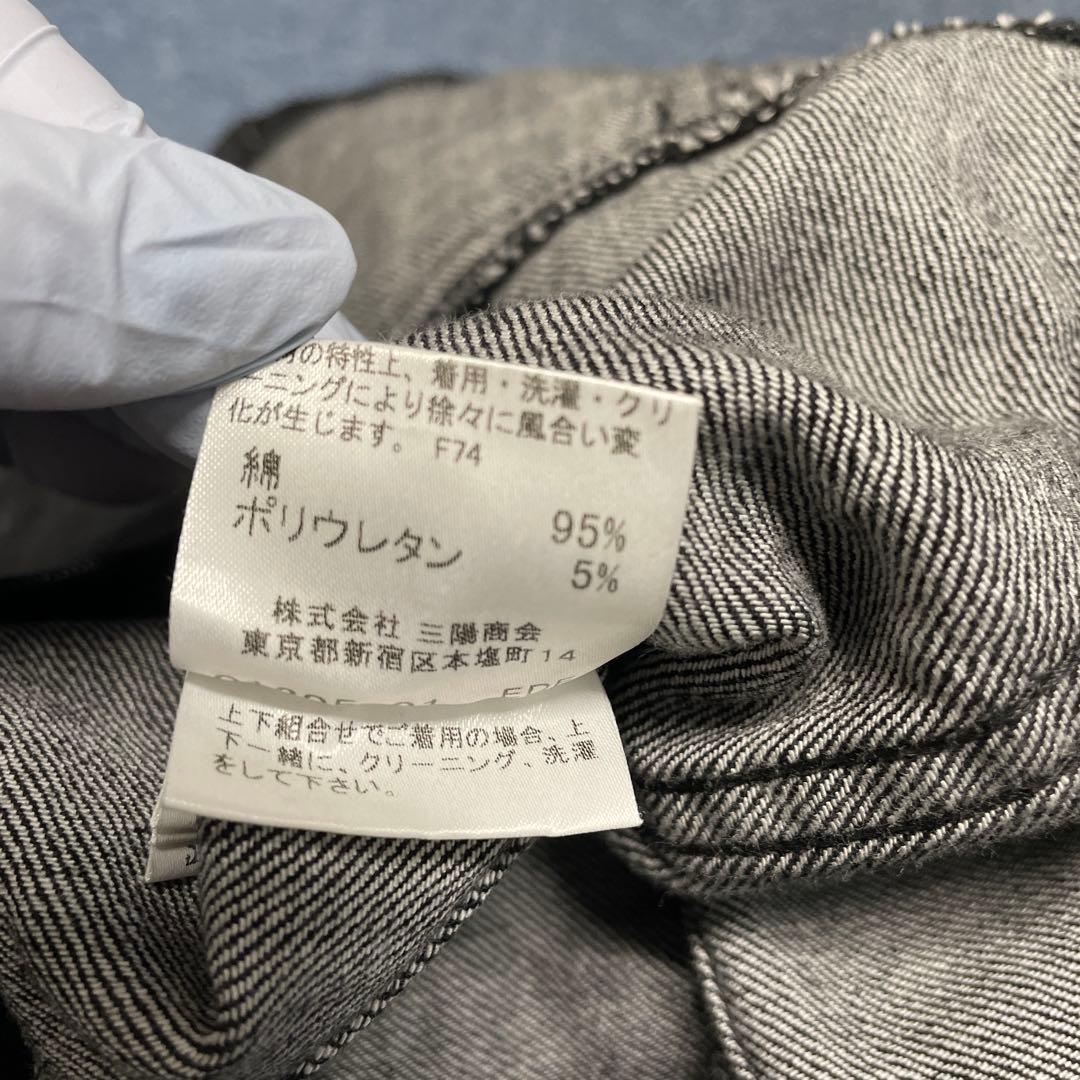 の特性上、着用・洗濯・クリ
ーニングにより徐々に風合い変
化が生じます。 F74
綿 95%
ポリウレタン 5%
株式会社 三陽商会
東京都新宿区本塩町14
上下組合せでご着用の場合、上
下一緒に、クリーニング、洗濯
をして下さい。